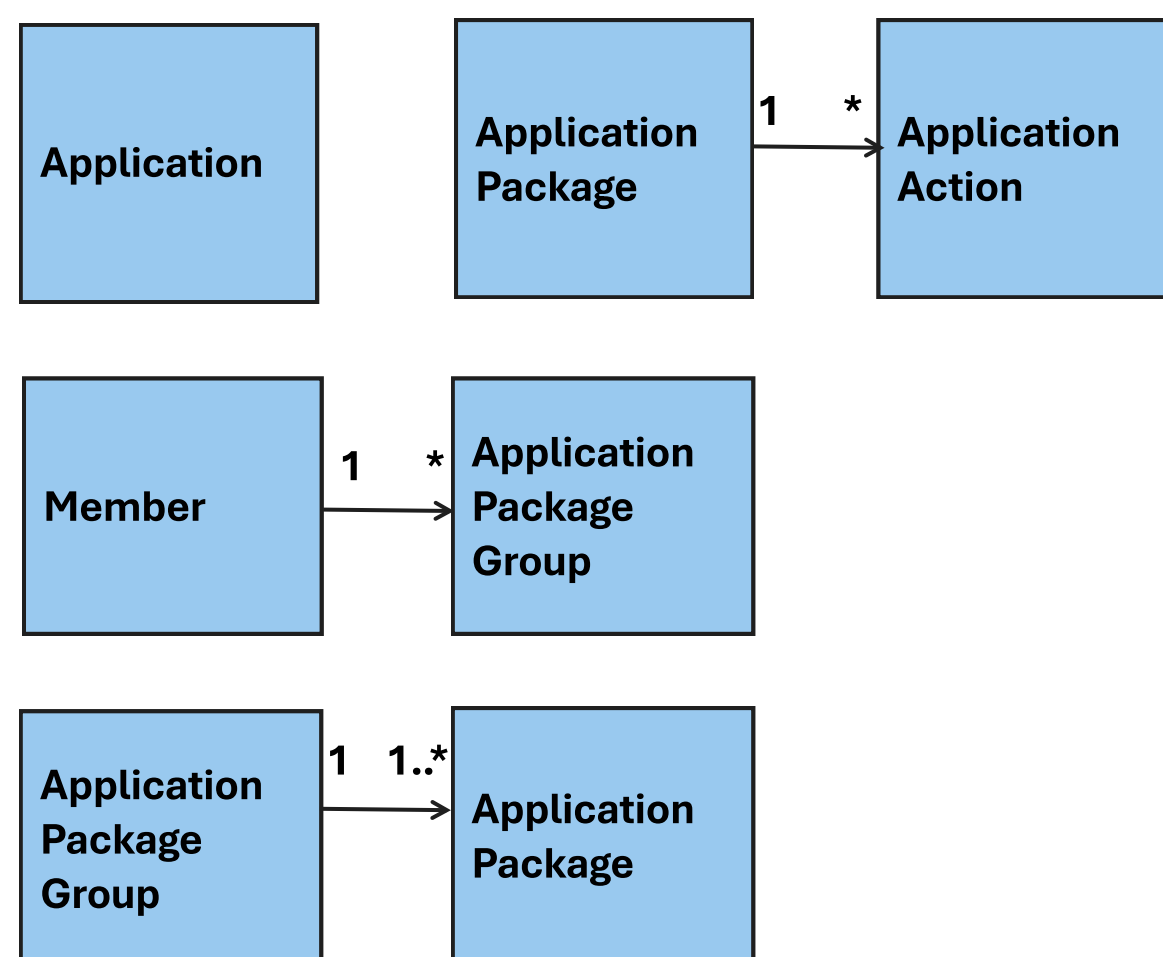 Application
Application
Package
1 *
Application
Action
Member
1 *
Application
Package
Group
Application
Package
Group
1 1..*
Application
Package